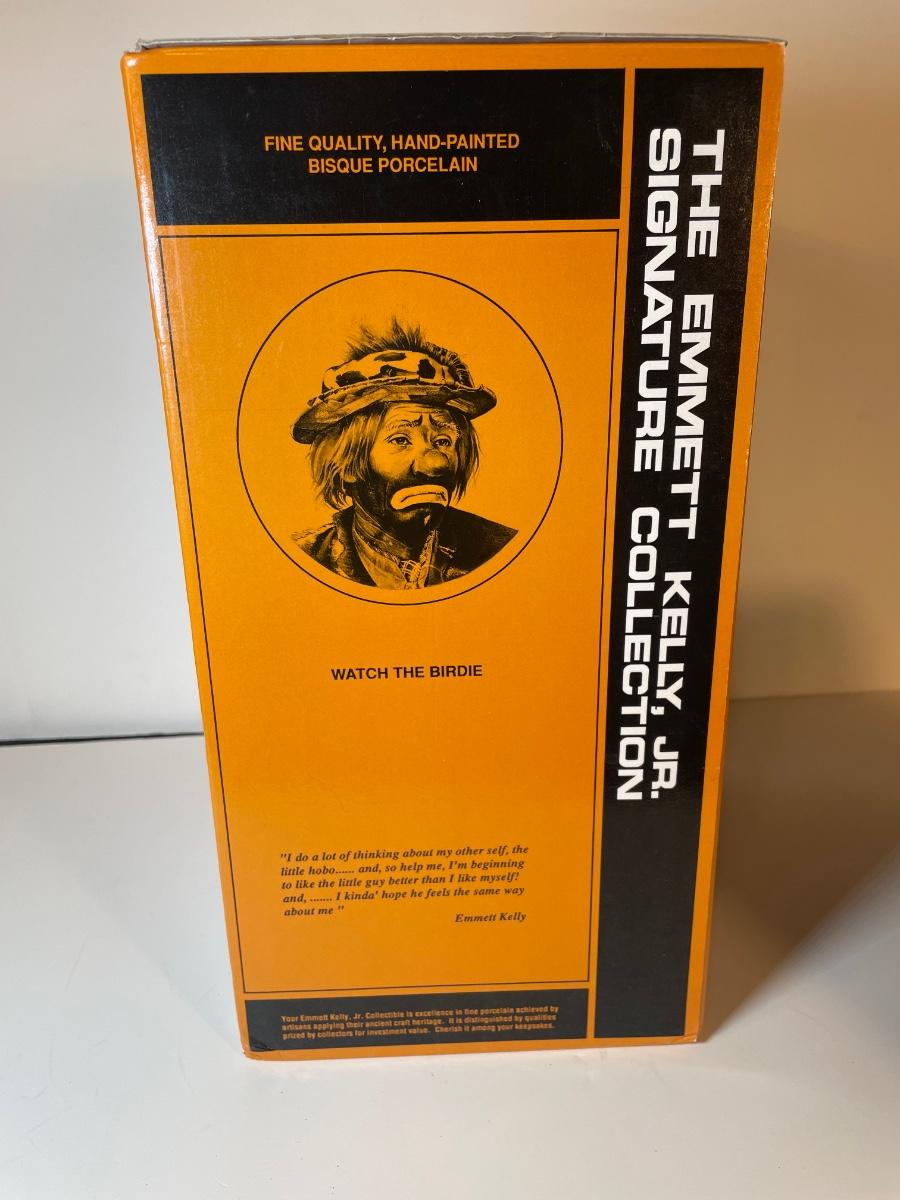 FINE QUALITY, HAND-PAINTED
BISQUE PORCELAIN
THE EMMETT KELLY, JR.
SIGNATURE COLLECTION
WATCH THE BIRDIE
"I do a lot of thinking about my other self, the
little hobo...... and, so help me, I'm beginning
to like the little guy better than I like myself!
and, ....... I kinda' hope he feels the same way
about me "
Emmett Kelly
Your Emmett Kelly, Jr. Collectible is excellence in fine porcelain achieved by
artisans applying their ancient craft heritage. It is distinguished by qualities
prized by collectors for investment value. Cherish it among your keepsakes.